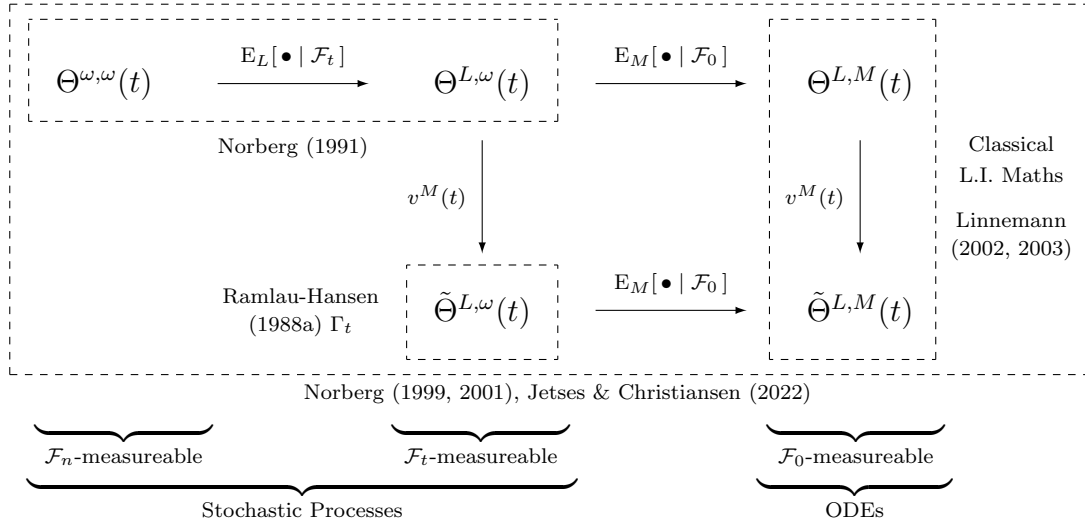 E_L[ • | F_t ]
E_M[ • | F_0 ]
Θ^{ω,ω}(t)
Θ^{L,ω}(t)
Θ^{L,M}(t)
Norberg (1991)
Classical
L.I. Maths
v^M(t)
v^M(t)
Linnemann
(2002, 2003)
E_M[ • | F_0 ]
Ramlau-Hansen
(1988a) Γ_t
Θ̃^{L,ω}(t)
Θ̃^{L,M}(t)
Norberg (1999, 2001), Jetses & Christiansen (2022)
F_n-measureable
F_t-measureable
F_0-measureable
Stochastic Processes
ODEs